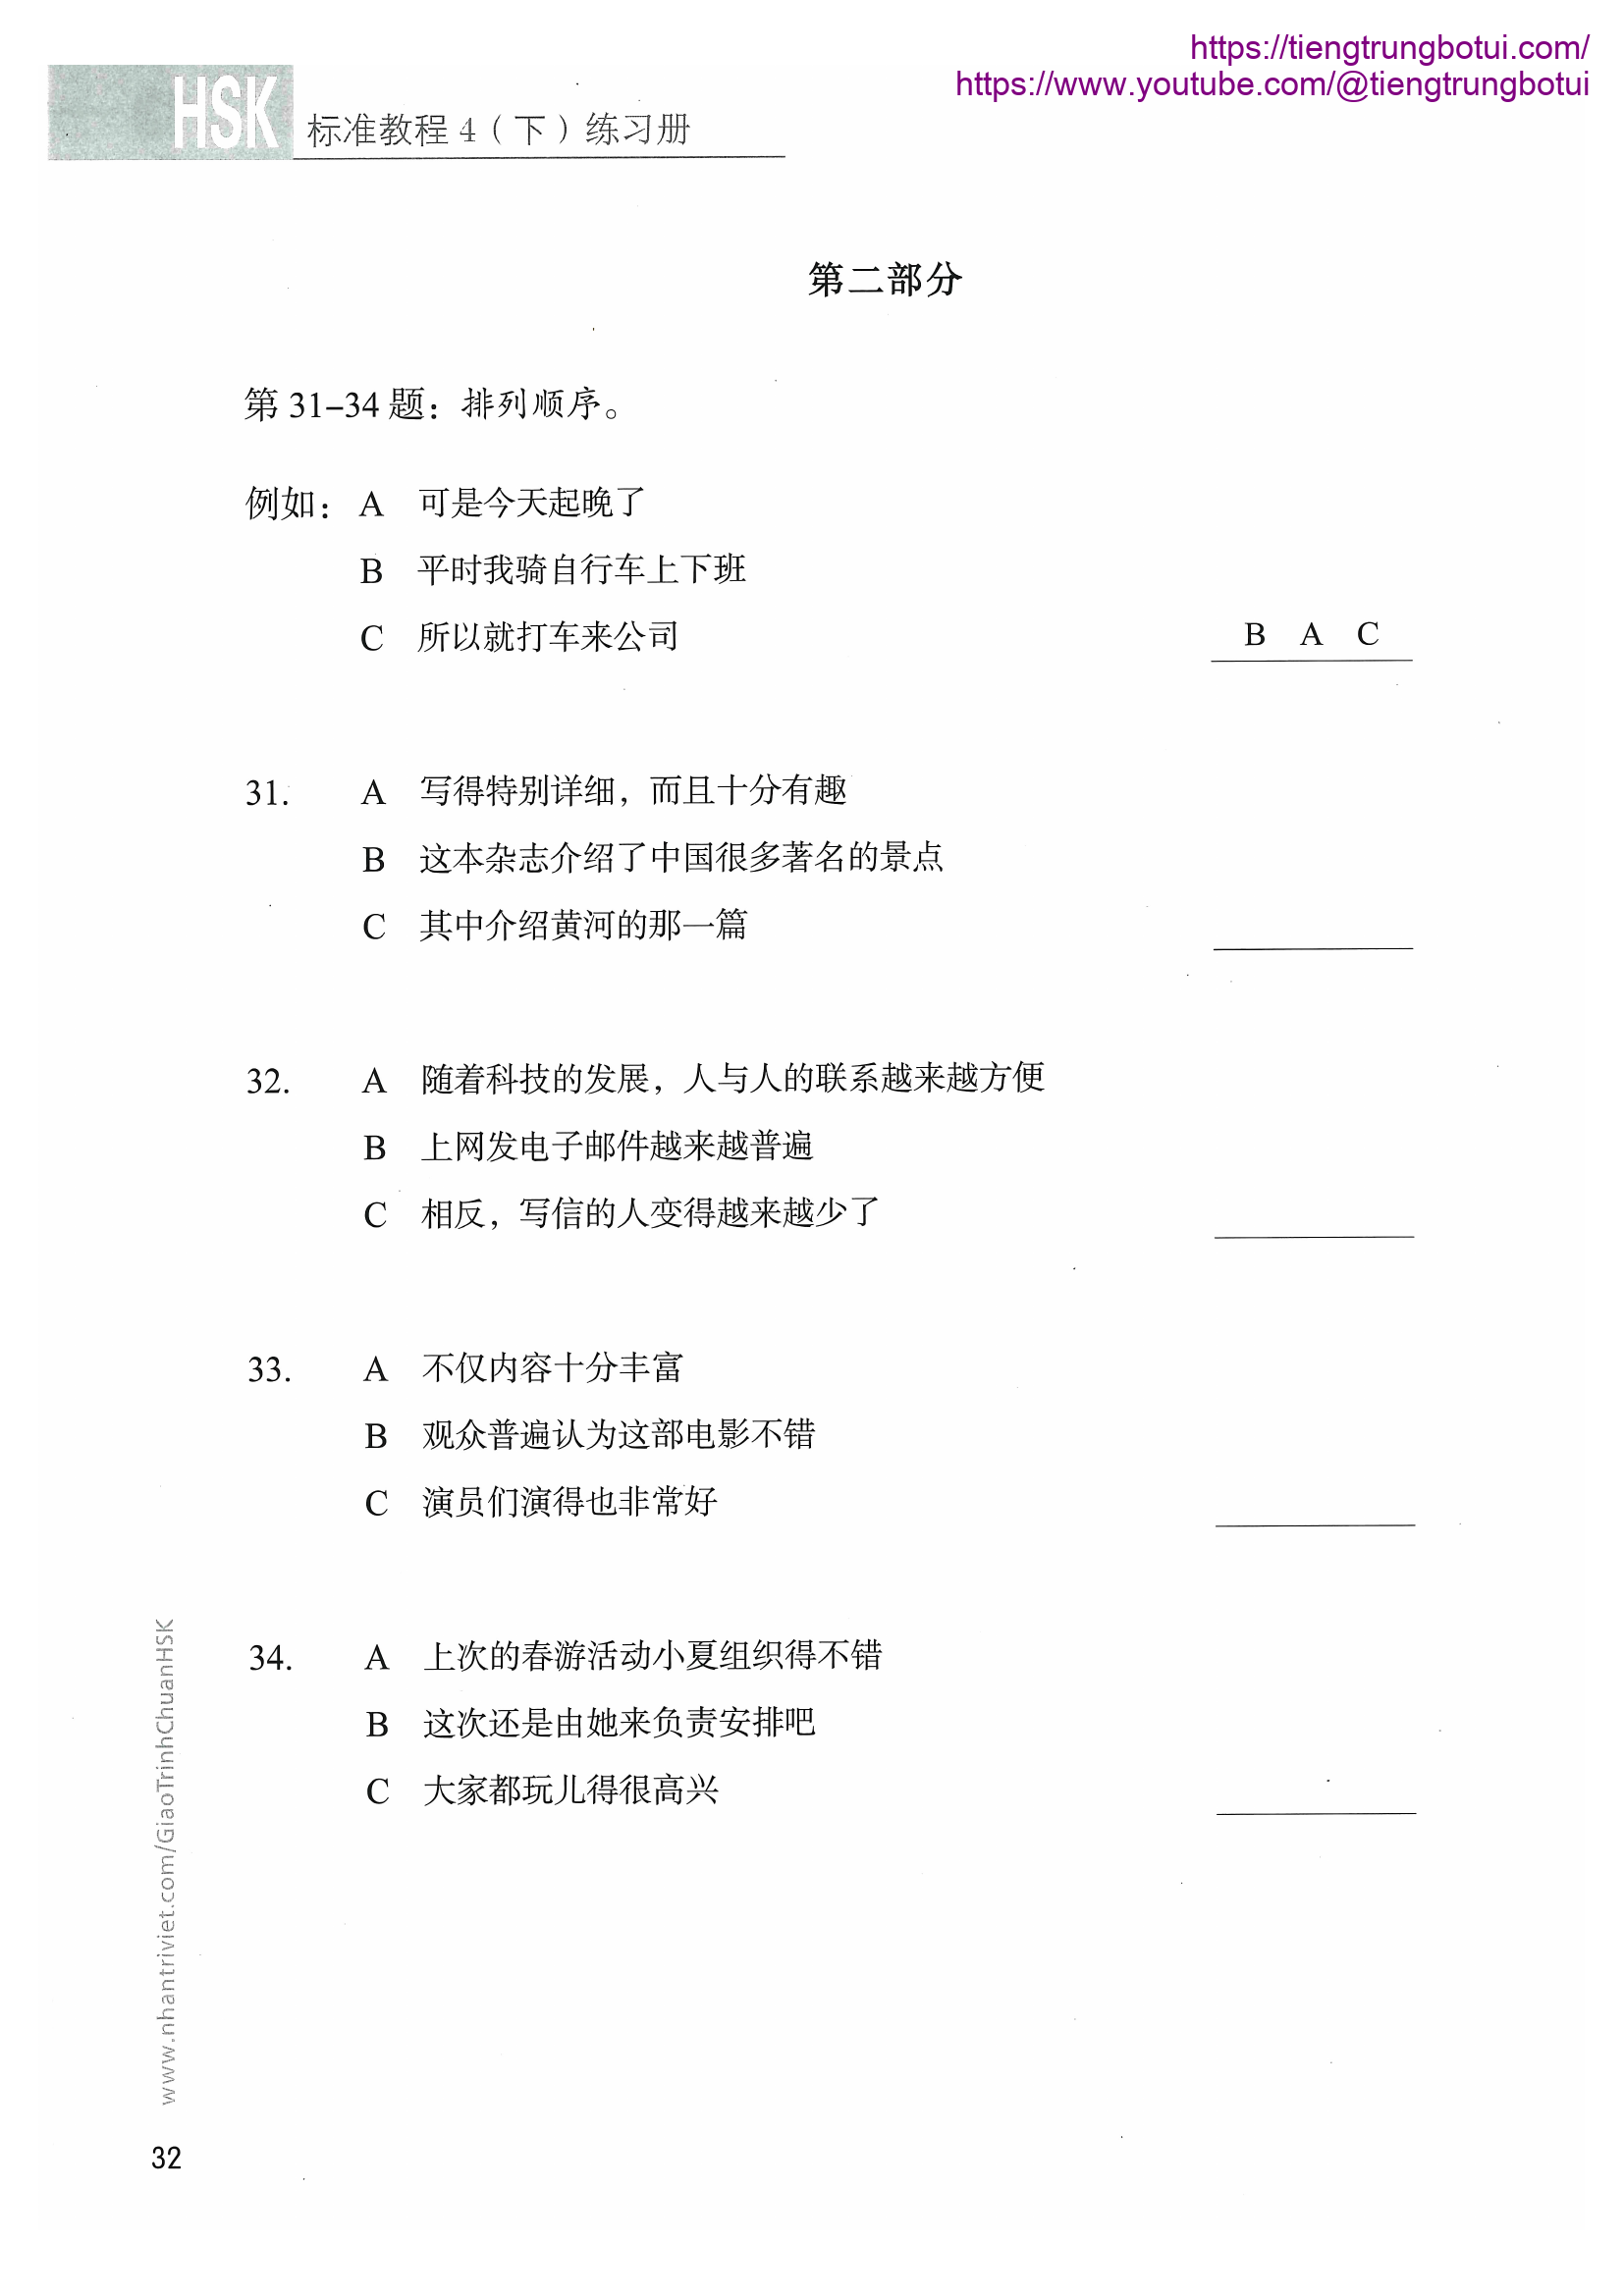 https://tiengtrungbotui.com/
https://www.youtube.com/@tiengtrungbotui
HSK 标准教程 4（下）练习册
第二部分
第 31–34 题：排列顺序。
例如： A 可是今天起晚了
B 平时我骑自行车上下班
C 所以就打车来公司 B A C
31. A 写得特别详细，而且十分有趣
B 这本杂志介绍了中国很多著名的景点
C 其中介绍黄河的那一篇
32. A 随着科技的发展，人与人的联系越来越方便
B 上网发电子邮件越来越普遍
C 相反，写信的人变得越来越少了
33. A 不仅内容十分丰富
B 观众普遍认为这部电影不错
C 演员们演得也非常好
34. A 上次的春游活动小夏组织得不错
B 这次还是由她来负责安排吧
C 大家都玩儿得很高兴
www.nhantriviet.com/GiaoTrinhChuanHSK
32